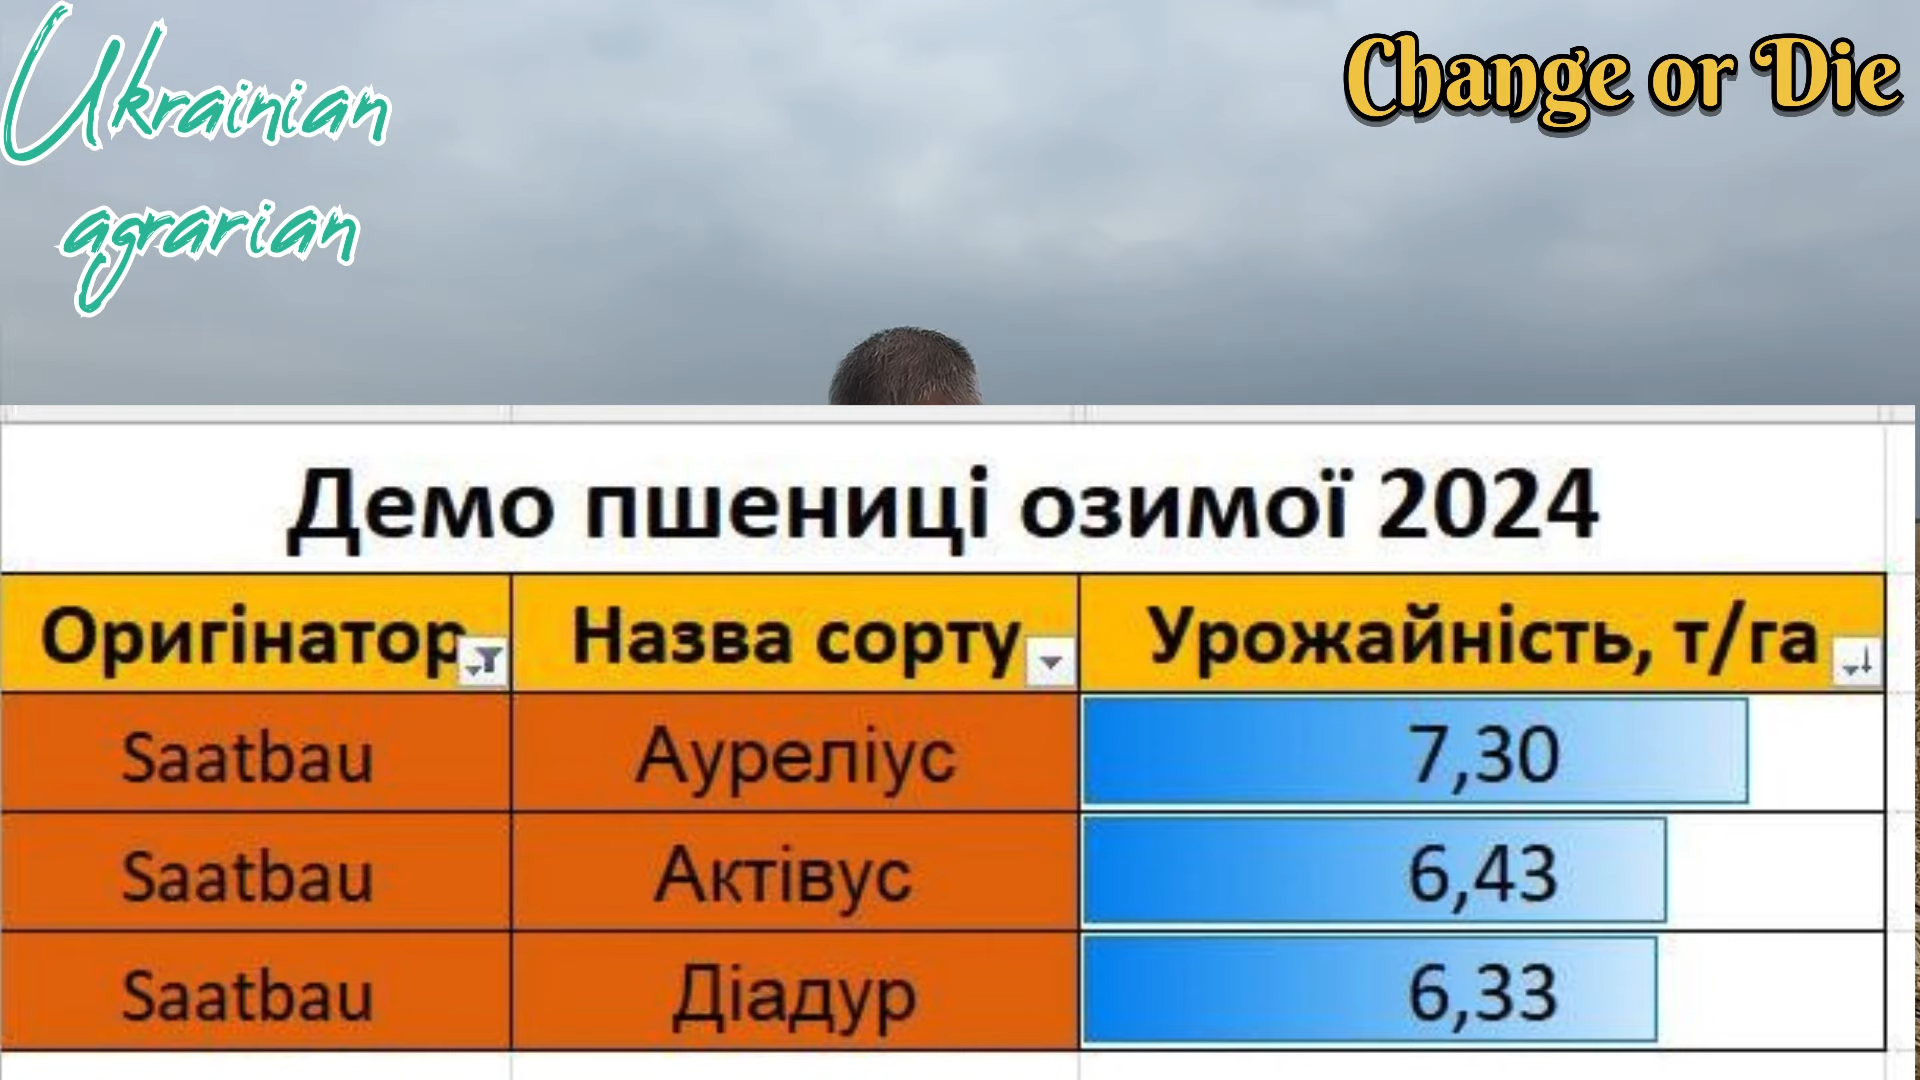 Ukrainian
agrarian
Change or Die
Демо пшениці озимої 2024
Оригінатор Назва сорту Урожайність, т/га
Saatbau Ауреліус 7,30
Saatbau Актівус 6,43
Saatbau Діадур 6,33